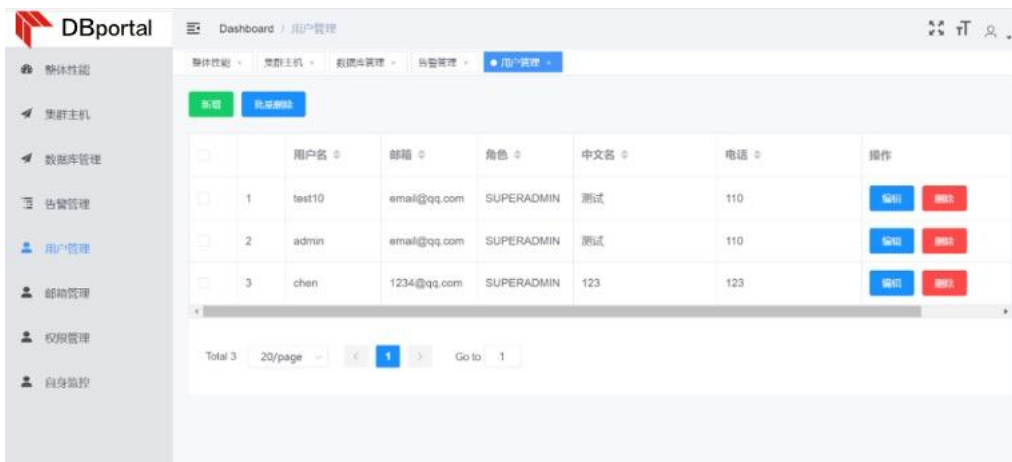 DBportal
Dashboard / 用户管理
整体性能 集群主机 数据库管理 告警管理 用户管理
整体性能
集群主机
数据库管理
告警管理
用户管理
邮箱管理
权限管理
自身监控
新增 批量删除
用户名 邮箱 角色 中文名 电话 操作
1 test10 email@qq.com SUPERADMIN 测试 110 编辑 删除
2 admin email@qq.com SUPERADMIN 测试 110 编辑 删除
3 chen 1234@qq.com SUPERADMIN 123 123 编辑 删除
Total 3 20/page 1 Go to 1